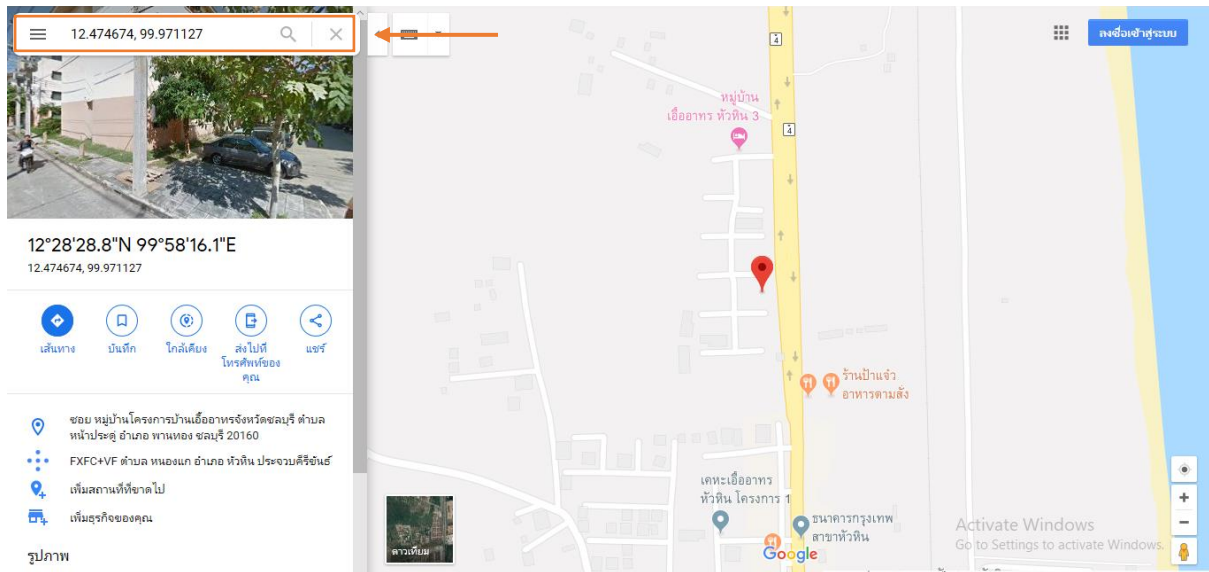 12.474674, 99.971127
12°28'28.8"N 99°58'16.1"E
12.474674, 99.971127
เส้นทาง
บันทึก
ใกล้เคียง
ส่งไปที่
โทรศัพท์ของ
คุณ
แชร์
ซอย หมู่บ้านโครงการบ้านเอื้ออาทรจังหวัดชลบุรี ตำบล
หน้าประดู่ อำเภอ พานทอง ชลบุรี 20160
FXFC+VF ตำบล หนองแก อำเภอ หัวหิน ประจวบคีรีขันธ์
เพิ่มสถานที่ที่ขาดไป
เพิ่มธุรกิจของคุณ
รูปภาพ
ลงชื่อเข้าสู่ระบบ
4
หมู่บ้าน
เอื้ออาทร หัวหิน 3
4
ร้านป้าแจ๋ว
อาหารตามสั่ง
เคหะเอื้ออาทร
หัวหิน โครงการ 1
ธนาคารกรุงเทพ
สาขาหัวหิน
ดาวเทียม
Google
Activate Windows
Go to Settings to activate Windows.